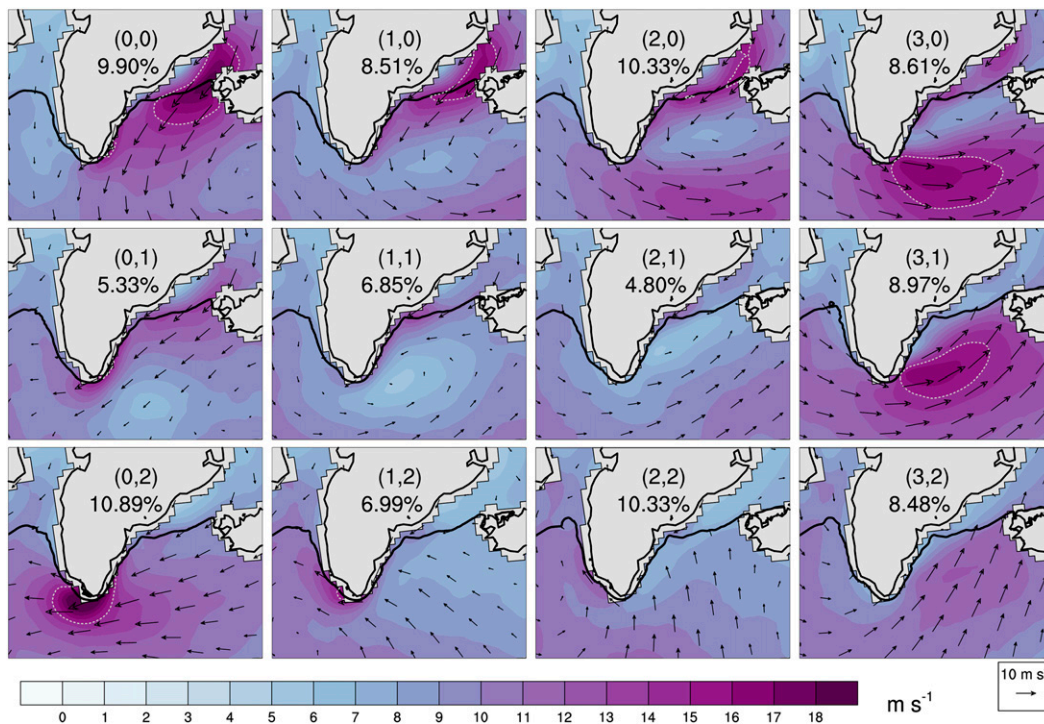 (0,0) (1,0) (2,0) (3,0)
9.90% 8.51% 10.33% 8.61%
(0,1) (1,1) (2,1) (3,1)
5.33% 6.85% 4.80% 8.97%
(0,2) (1,2) (2,2) (3,2)
10.89% 6.99% 10.33% 8.48%
10 m s
0 1 2 3 4 5 6 7 8 9 10 11 12 13 14 15 16 17 18 m s⁻¹